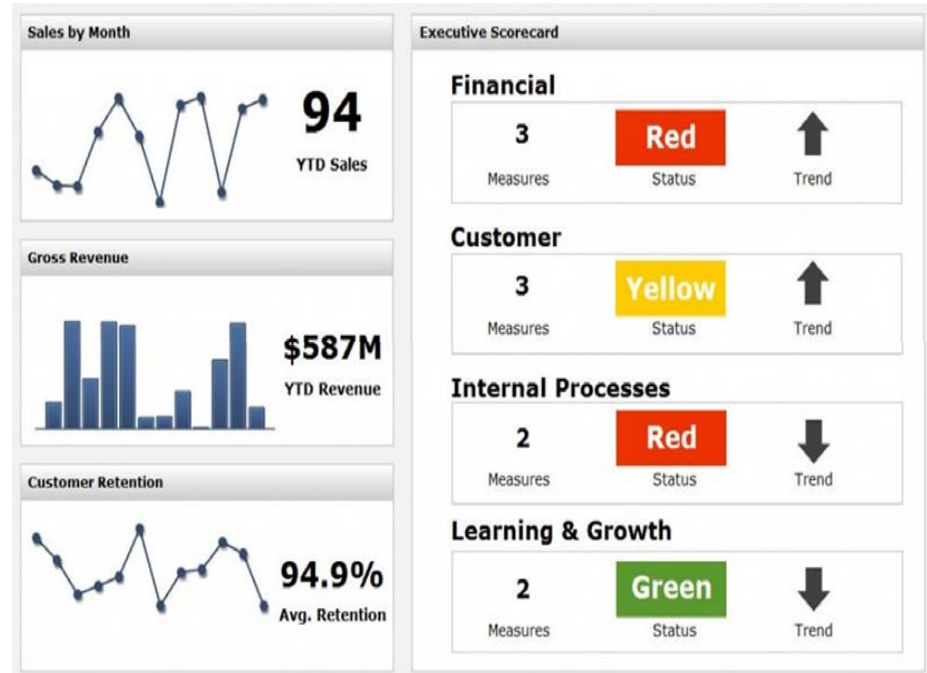 Sales by Month
94
YTD Sales
Gross Revenue
$587M
YTD Revenue
Customer Retention
94.9%
Avg. Retention
Executive Scorecard
Financial
3 Red
Measures Status Trend
Customer
3 Yellow
Measures Status Trend
Internal Processes
2 Red
Measures Status Trend
Learning & Growth
2 Green
Measures Status Trend